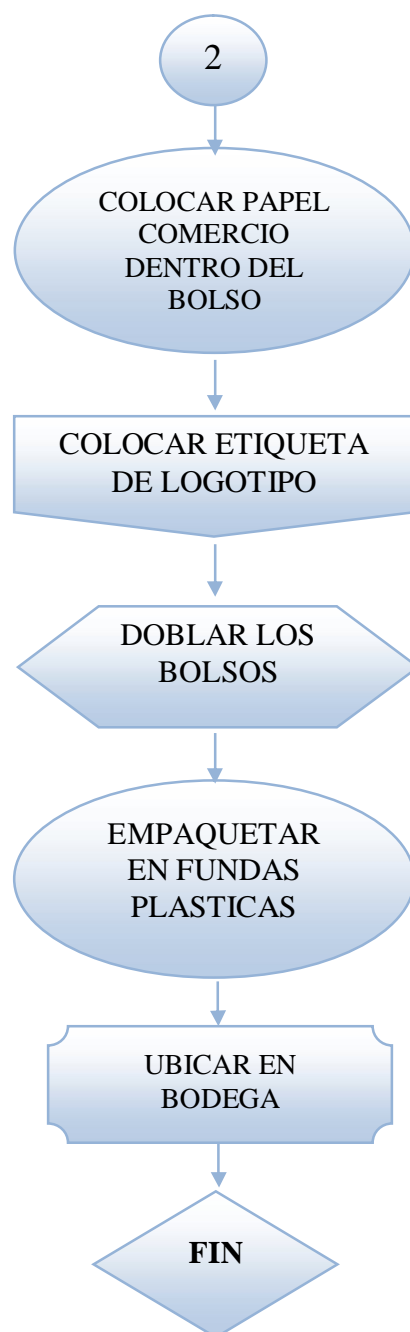 2
COLOCAR PAPEL
COMERCIO
DENTRO DEL
BOLSO
COLOCAR ETIQUETA
DE LOGOTIPO
DOBLAR LOS
BOLSOS
EMPAQUETAR
EN FUNDAS
PLASTICAS
UBICAR EN
BODEGA
FIN